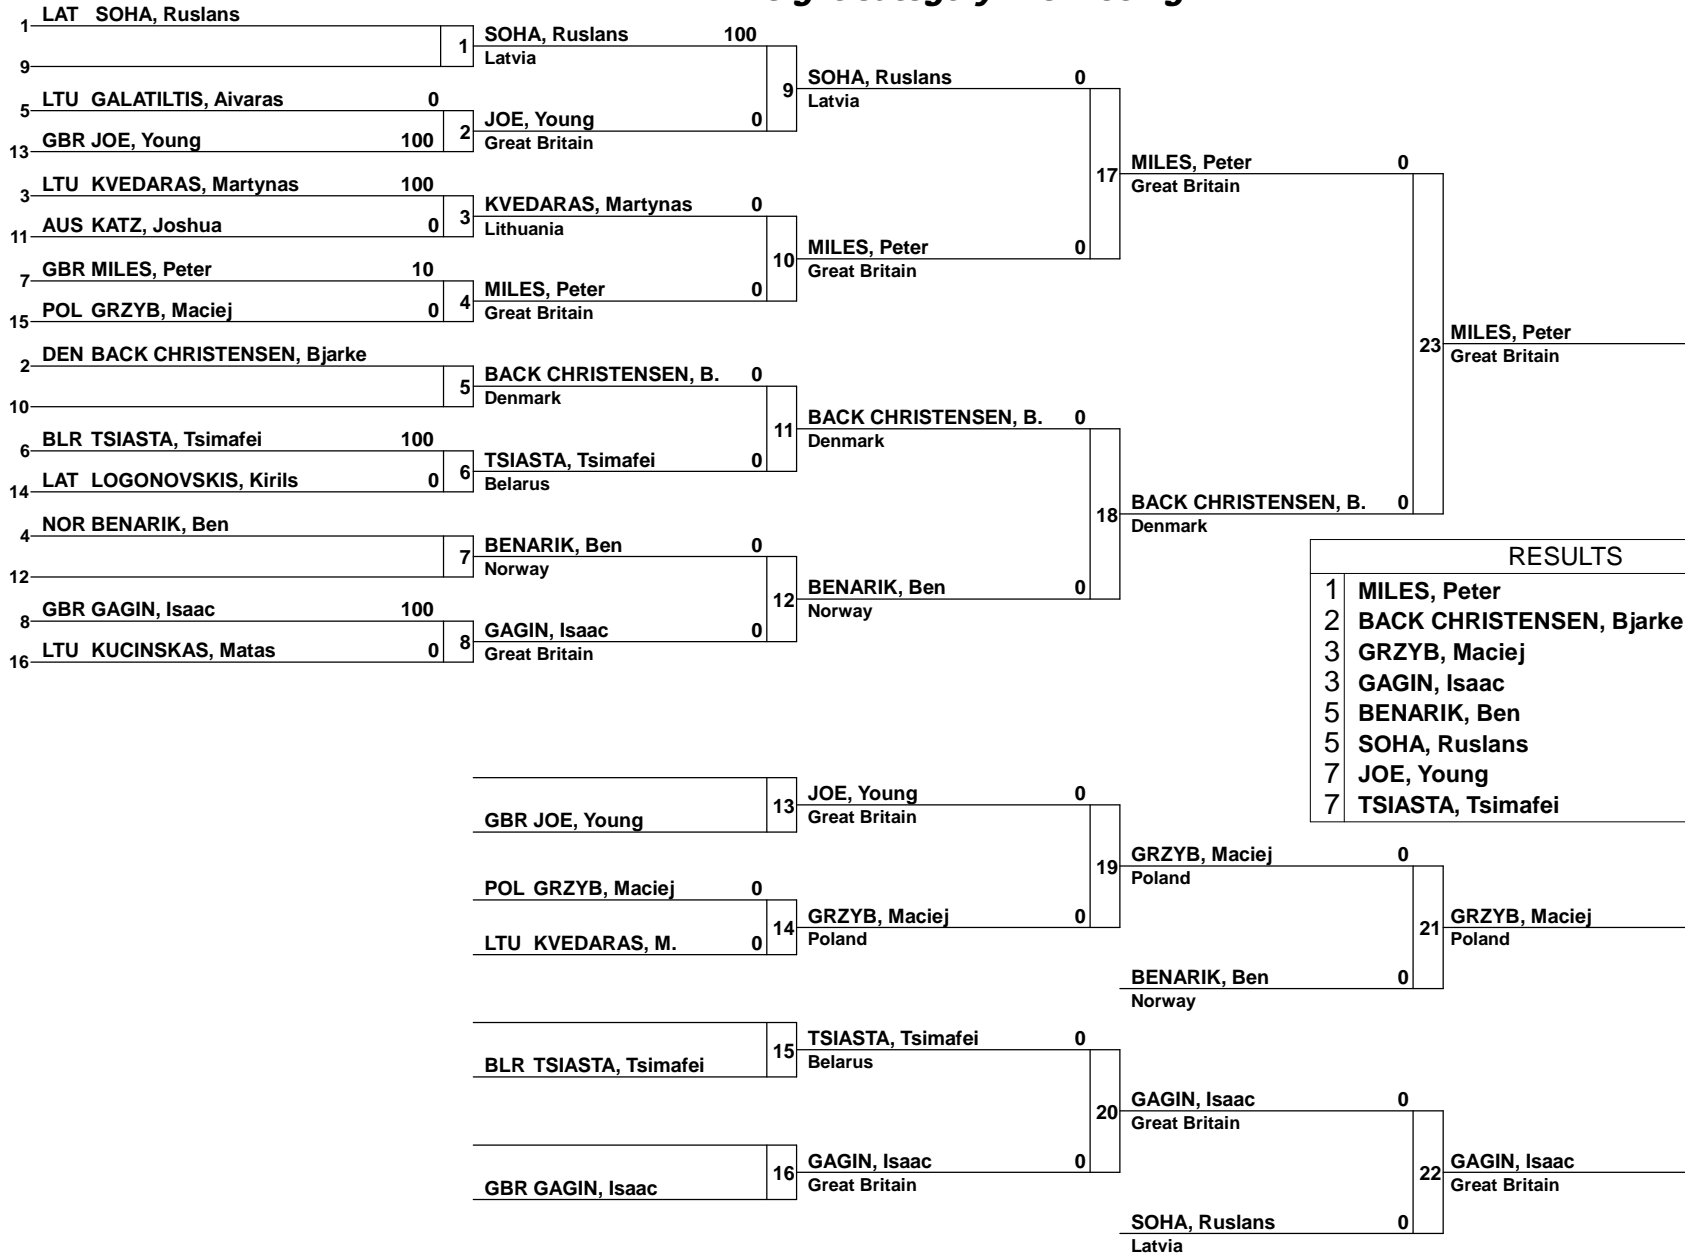 1 LAT SOHA, Ruslans
9
1 SOHA, Ruslans 100
Latvia
5 LTU GALATILTIS, Aivaras 0
13 GBR JOE, Young 100
2 JOE, Young 0
Great Britain
9 SOHA, Ruslans 0
Latvia
3 LTU KVEDARAS, Martynas 100
11 AUS KATZ, Joshua 0
3 KVEDARAS, Martynas 0
Lithuania
7 GBR MILES, Peter 10
15 POL GRZYB, Maciej 0
4 MILES, Peter 0
Great Britain
10 MILES, Peter 0
Great Britain
17 MILES, Peter 0
Great Britain
2 DEN BACK CHRISTENSEN, Bjarke
10
5 BACK CHRISTENSEN, B. 0
Denmark
6 BLR TSIASTA, Tsimafei 100
14 LAT LOGONOVSKIS, Kirils 0
6 TSIASTA, Tsimafei 0
Belarus
11 BACK CHRISTENSEN, B. 0
Denmark
4 NOR BENARIK, Ben
12
7 BENARIK, Ben 0
Norway
8 GBR GAGIN, Isaac 100
16 LTU KUCINSKAS, Matas 0
8 GAGIN, Isaac 0
Great Britain
12 BENARIK, Ben 0
Norway
18 BACK CHRISTENSEN, B. 0
Denmark
23 MILES, Peter
Great Britain
RESULTS
1 MILES, Peter
2 BACK CHRISTENSEN, Bjarke
3 GRZYB, Maciej
3 GAGIN, Isaac
5 BENARIK, Ben
5 SOHA, Ruslans
7 JOE, Young
7 TSIASTA, Tsimafei
GBR JOE, Young
13 JOE, Young 0
Great Britain
POL GRZYB, Maciej 0
LTU KVEDARAS, M. 0
14 GRZYB, Maciej 0
Poland
19 GRZYB, Maciej 0
Poland
BENARIK, Ben 0
Norway
21 GRZYB, Maciej
Poland
BLR TSIASTA, Tsimafei
15 TSIASTA, Tsimafei 0
Belarus
GBR GAGIN, Isaac
16 GAGIN, Isaac 0
Great Britain
20 GAGIN, Isaac 0
Great Britain
SOHA, Ruslans 0
Latvia
22 GAGIN, Isaac
Great Britain